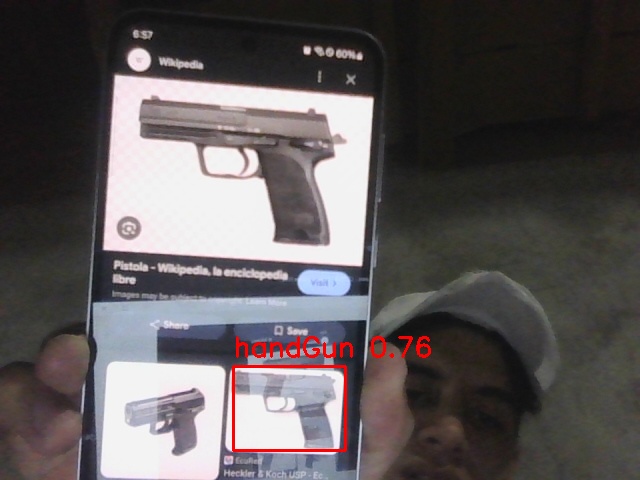 6:57
60%
Wikipedia
Pistola - Wikipedia, la enciclopedia
libre
Visit >
Images may be subject to copyright. Learn More
Share
Save
handGun 0.76
EcuRed
Heckler & Koch USP - Ec...